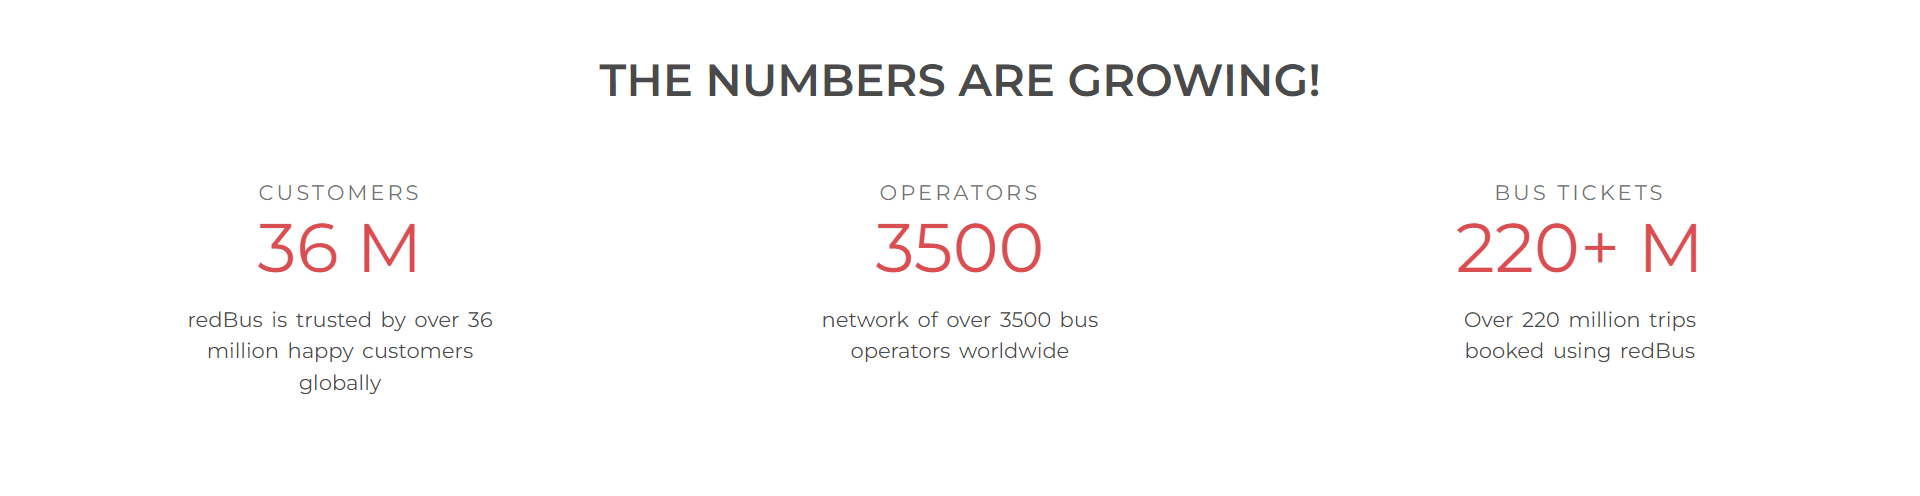 THE NUMBERS ARE GROWING!
CUSTOMERS
36 M
redBus is trusted by over 36
million happy customers
globally
OPERATORS
3500
network of over 3500 bus
operators worldwide
BUS TICKETS
220+ M
Over 220 million trips
booked using redBus